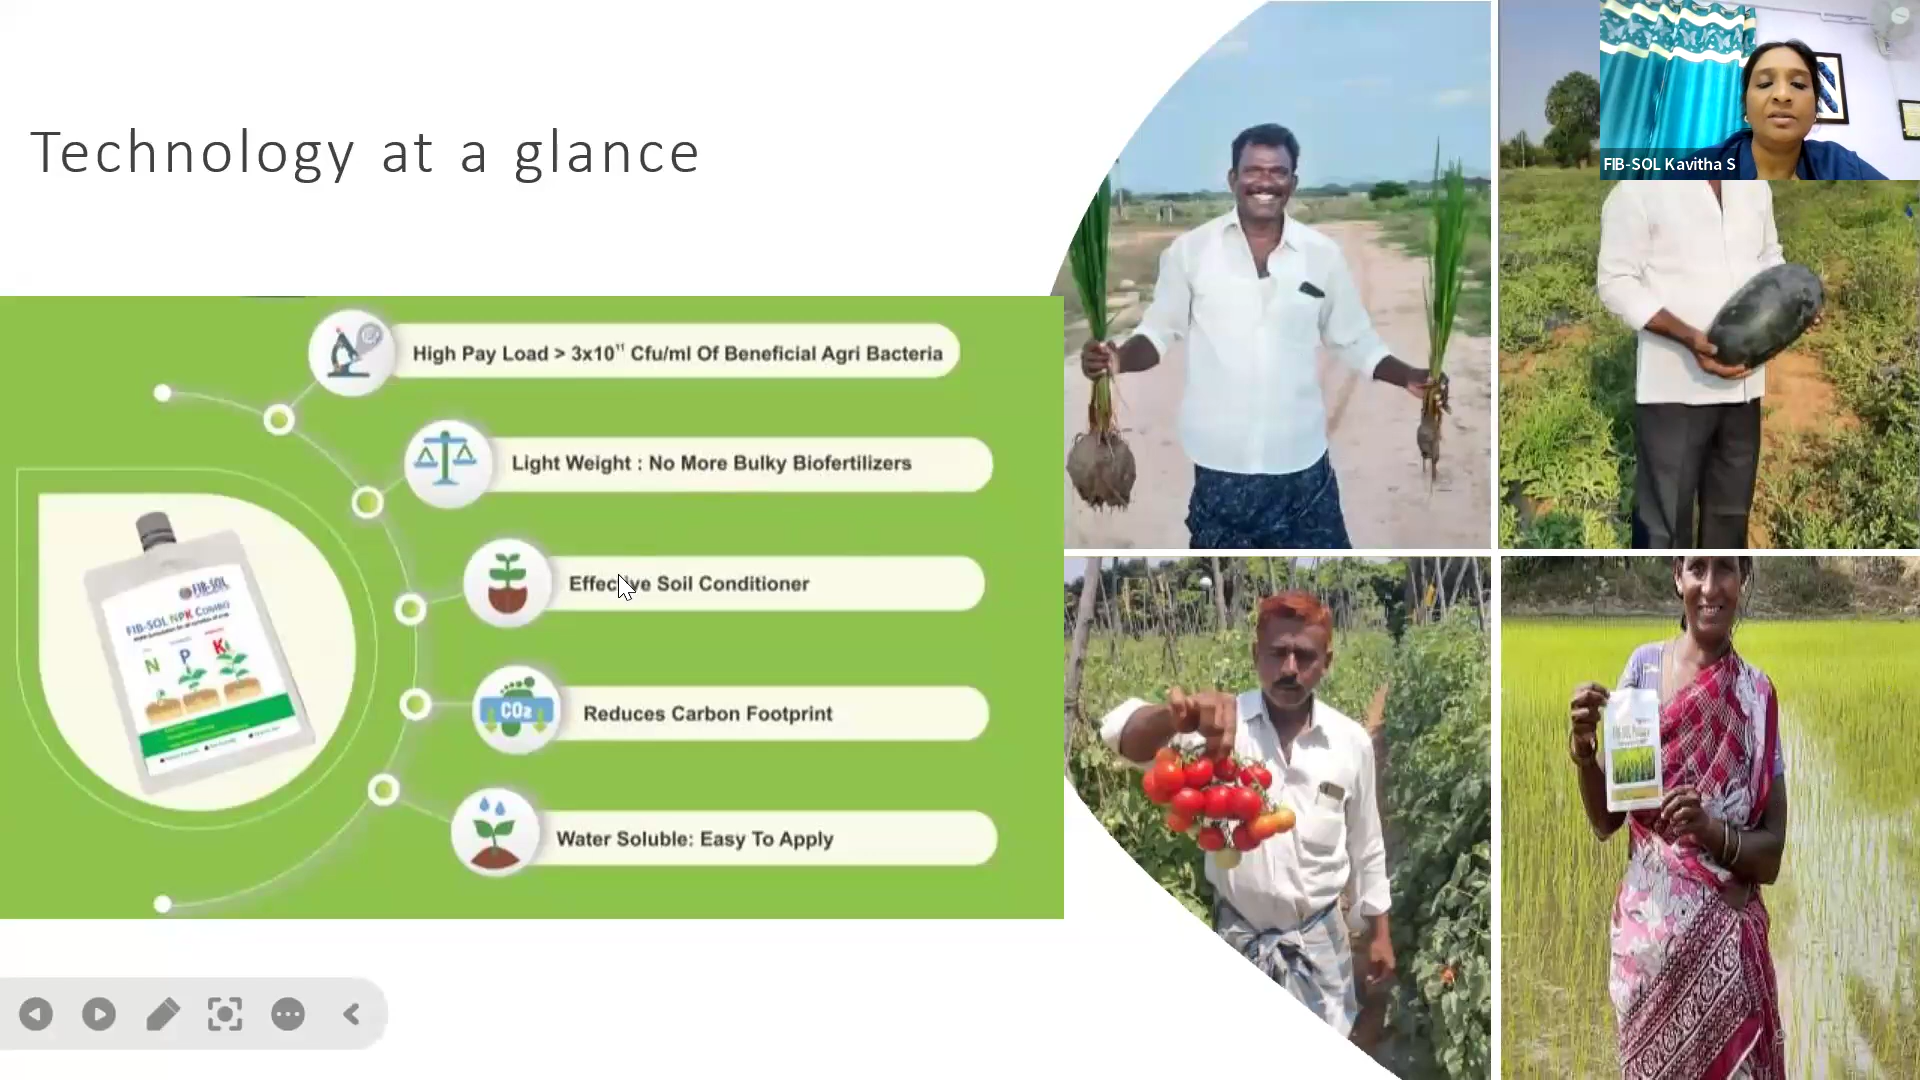 Technology at a glance
FIB-SOL Kavitha S
High Pay Load > 3x10¹¹ Cfu/ml Of Beneficial Agri Bacteria
Light Weight : No More Bulky Biofertilizers
Effective Soil Conditioner
Reduces Carbon Footprint
CO₂
Water Soluble: Easy To Apply
FIB-SOL
FIB-SOL NPK COMBO
N P K